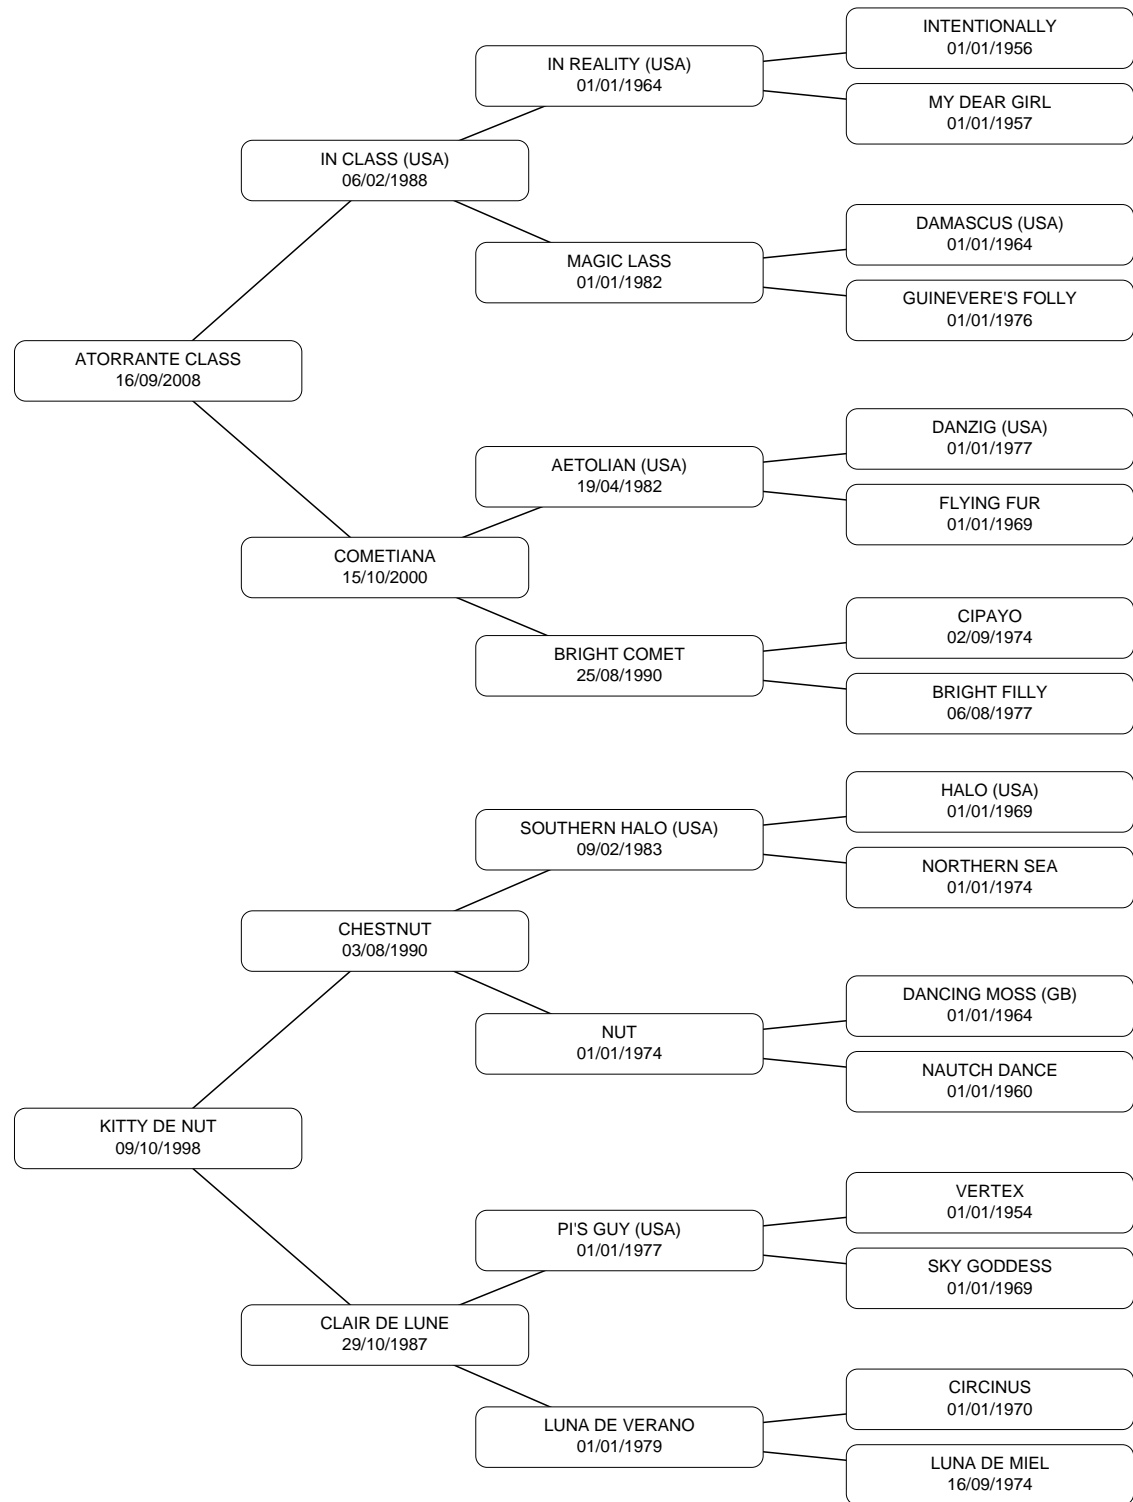 INTENTIONALLY
01/01/1956
IN REALITY (USA)
01/01/1964
MY DEAR GIRL
01/01/1957
IN CLASS (USA)
06/02/1988
DAMASCUS (USA)
01/01/1964
MAGIC LASS
01/01/1982
GUINEVERE'S FOLLY
01/01/1976
ATORRANTE CLASS
16/09/2008
DANZIG (USA)
01/01/1977
AETOLIAN (USA)
19/04/1982
FLYING FUR
01/01/1969
COMETIANA
15/10/2000
CIPAYO
02/09/1974
BRIGHT COMET
25/08/1990
BRIGHT FILLY
06/08/1977
HALO (USA)
01/01/1969
SOUTHERN HALO (USA)
09/02/1983
NORTHERN SEA
01/01/1974
CHESTNUT
03/08/1990
DANCING MOSS (GB)
01/01/1964
NUT
01/01/1974
NAUTCH DANCE
01/01/1960
KITTY DE NUT
09/10/1998
VERTEX
01/01/1954
PI'S GUY (USA)
01/01/1977
SKY GODDESS
01/01/1969
CLAIR DE LUNE
29/10/1987
CIRCINUS
01/01/1970
LUNA DE VERANO
01/01/1979
LUNA DE MIEL
16/09/1974